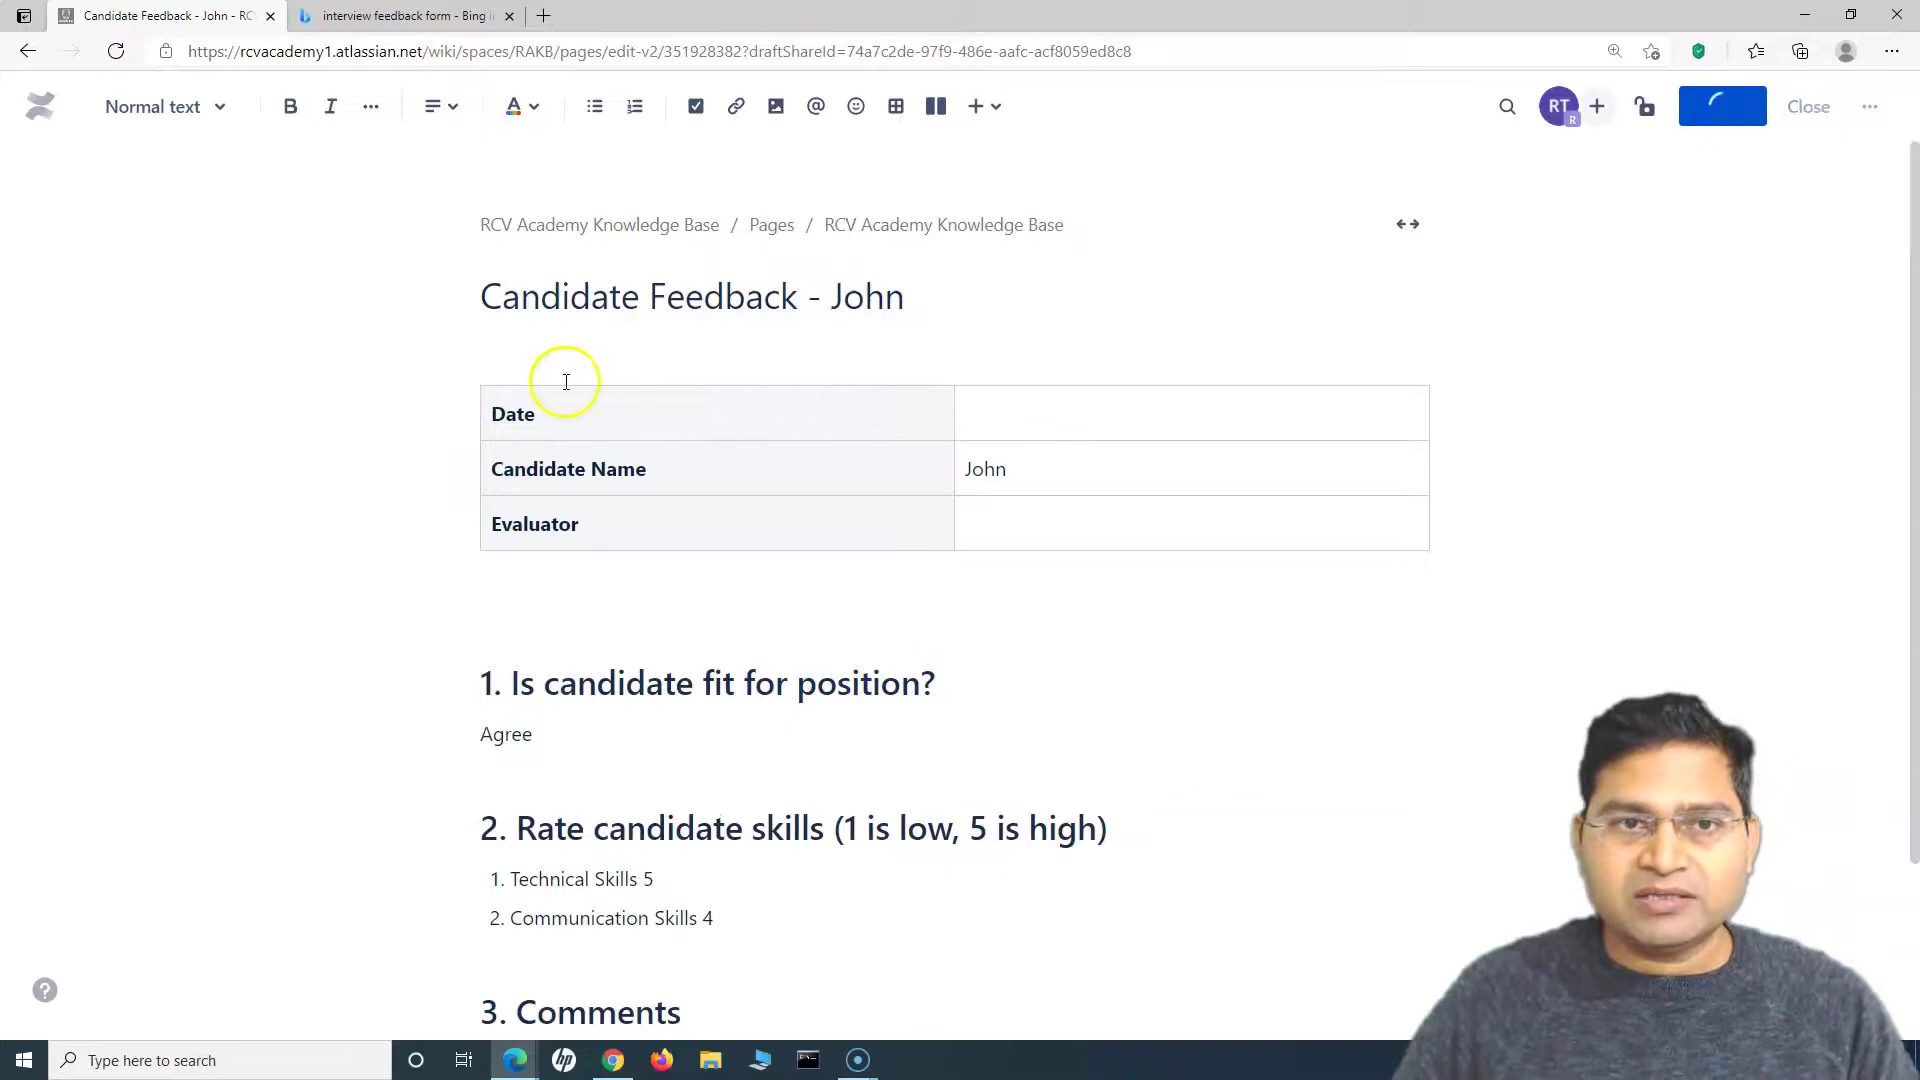 Candidate Feedback - John - RC
interview feedback form - Bing i
https://rcvacademy1.atlassian.net/wiki/spaces/RAKB/pages/edit-v2/351928382?draftShareId=74a7c2de-97f9-486e-aafc-acf8059ed8c8
Normal text
B I A @ RT R Close
RCV Academy Knowledge Base / Pages / RCV Academy Knowledge Base
Candidate Feedback - John
Date
Candidate Name John
Evaluator
1. Is candidate fit for position?
Agree
2. Rate candidate skills (1 is low, 5 is high)
1. Technical Skills 5
2. Communication Skills 4
3. Comments
Type here to search
hp